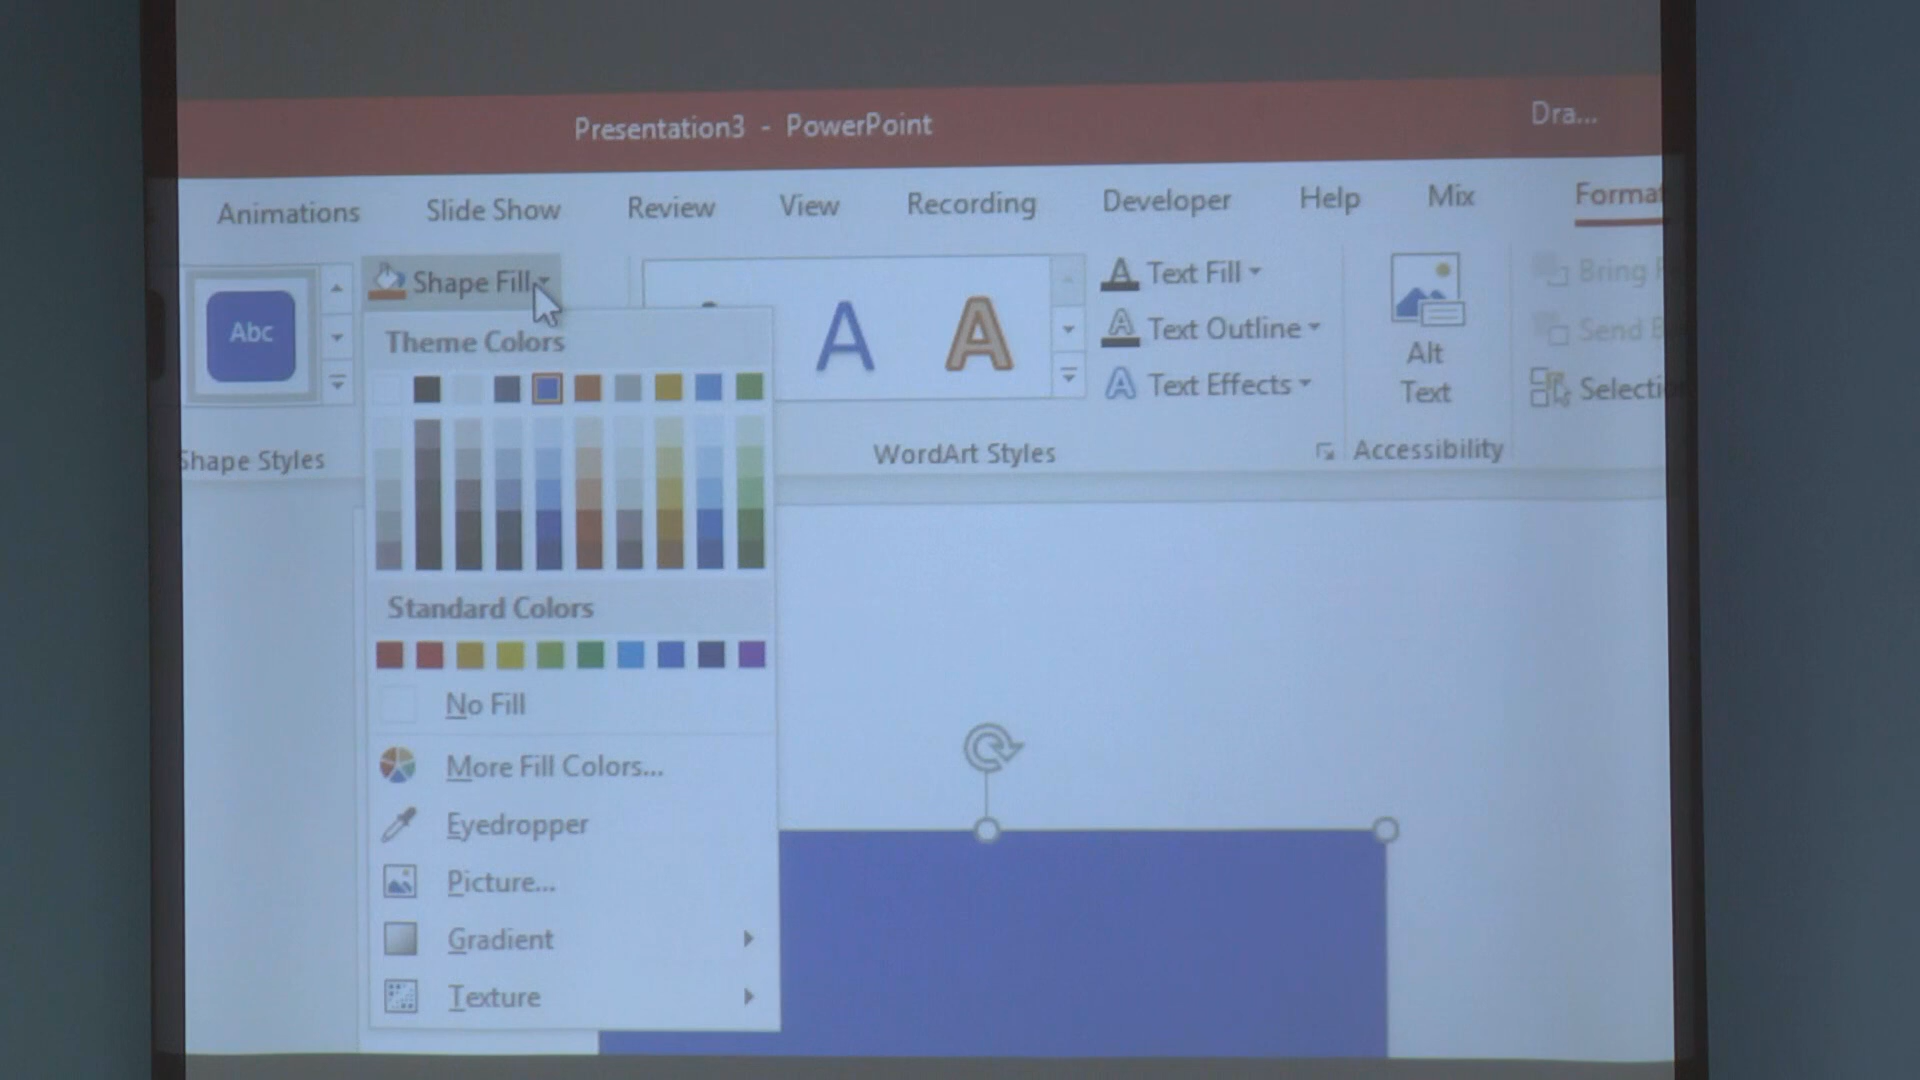 Presentation3 - PowerPoint
Dra...
Animations
Slide Show
Review
View
Recording
Developer
Help
Mix
Format
Abc
Shape Fill
Theme Colors
Standard Colors
No Fill
More Fill Colors...
Eyedropper
Picture...
Gradient
Texture
Shape Styles
A
A
WordArt Styles
Text Fill
Text Outline
Text Effects
Alt
Text
Accessibility
Bring
Send
Selecti